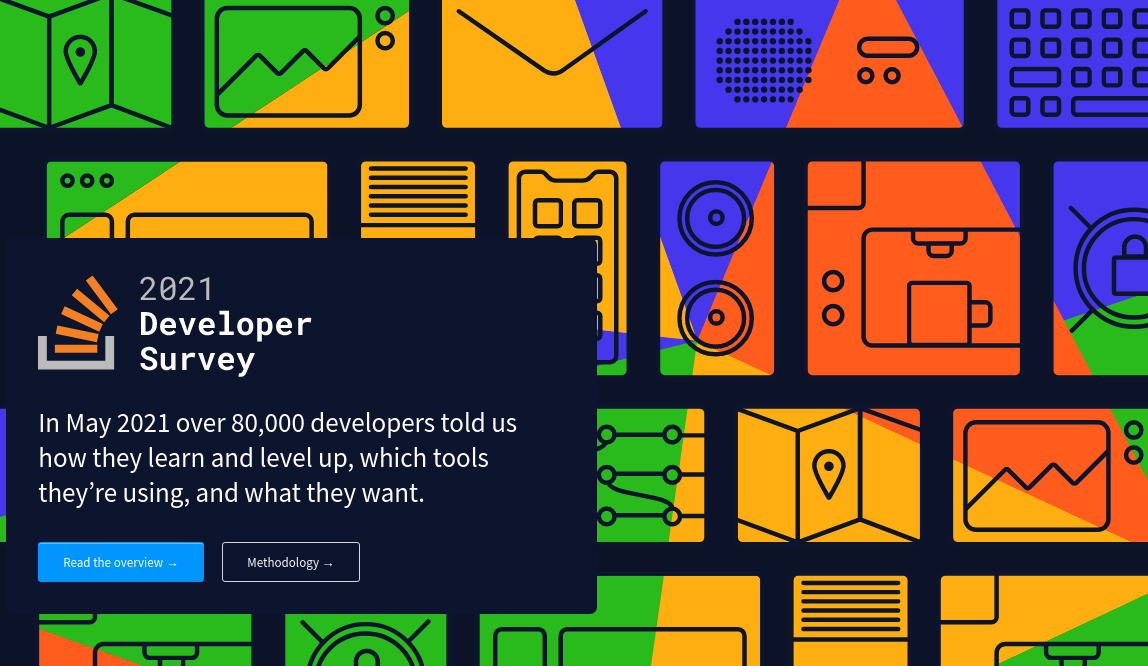 2021
Developer
Survey
In May 2021 over 80,000 developers told us
how they learn and level up, which tools
they’re using, and what they want.
Read the overview → Methodology →